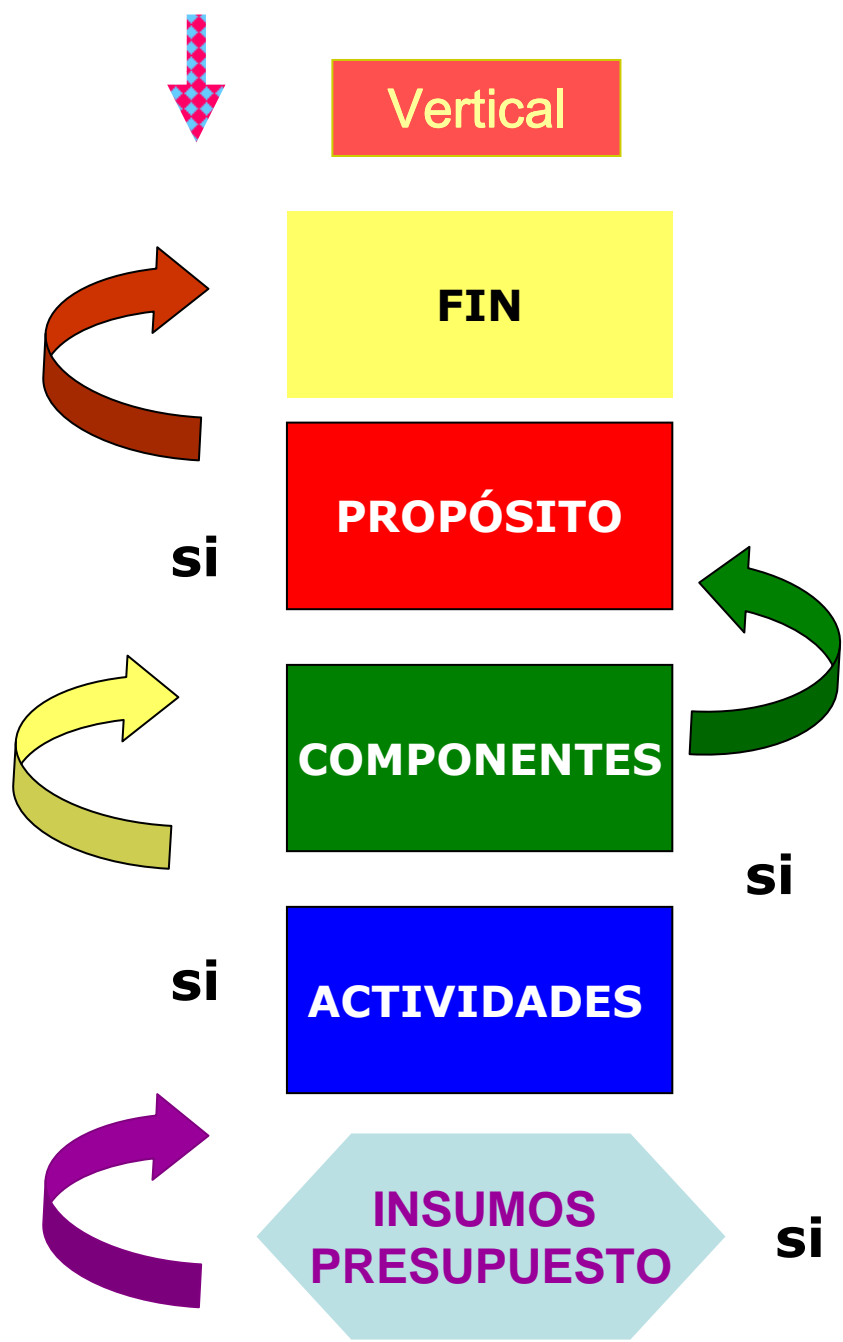 Vertical
FIN
PROPÓSITO
si
COMPONENTES
si
si
ACTIVIDADES
INSUMOS
PRESUPUESTO
si